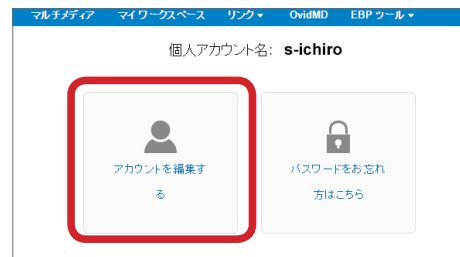 マルチメディア マイワークスペース リンク▼ OvidMD EBP ツール▼
個人アカウント名: s-ichiro
アカウントを編集す
る
パスワードをお忘れ
方はこちら